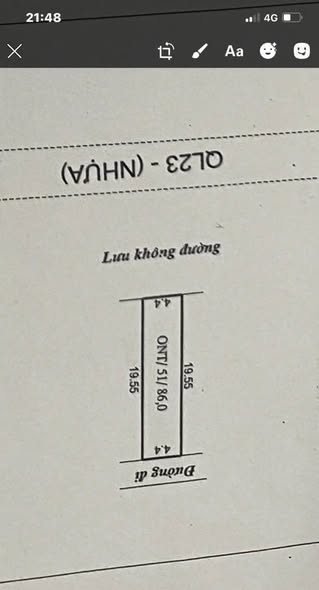 21:48
4G
Aa
QL23 - (NHỰA)
Lưu không đường
4.4
19.55
ONT/ 51/ 86,0
19.55
4.4
Đường đi